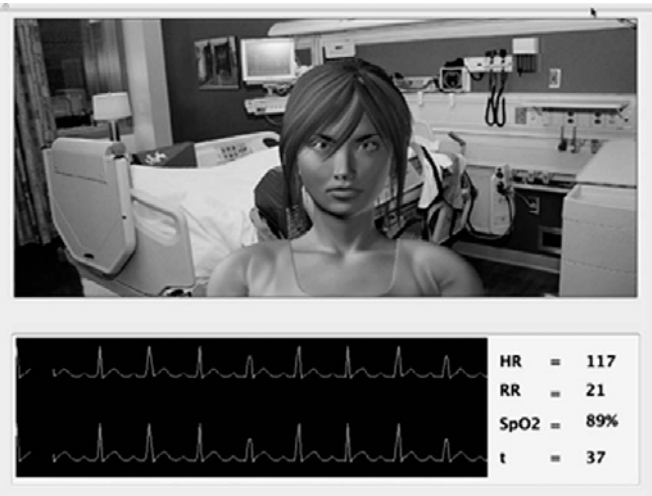 HR = 117
RR = 21
SpO2 = 89%
t = 37